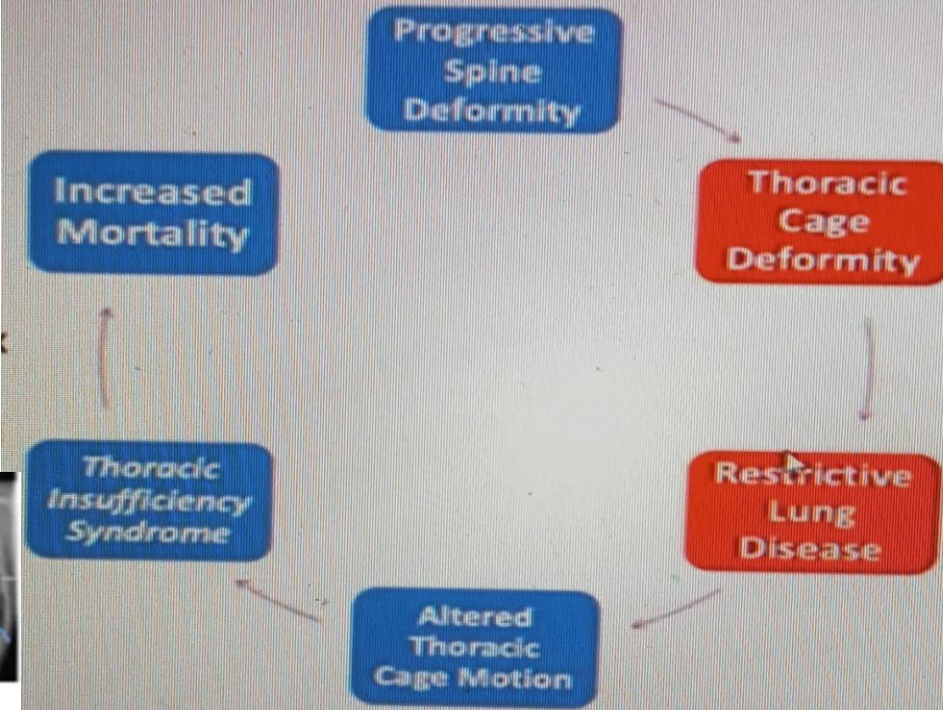 Progressive
Spine
Deformity
Thoracic
Cage
Deformity
Restrictive
Lung
Disease
Altered
Thoracic
Cage Motion
Thoracic
Insufficiency
Syndrome
Increased
Mortality